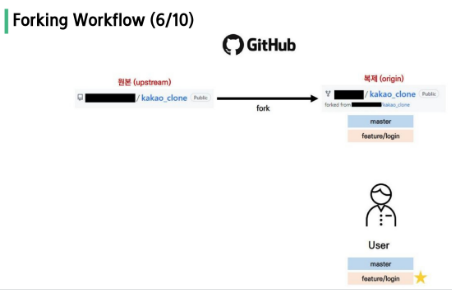 Forking Workflow (6/10)
GitHub
원본 (upstream)
/ kakao_clone Public
fork
복제 (origin)
/ kakao_clone Public
forked from /kakao_clone
master
feature/login
User
master
feature/login